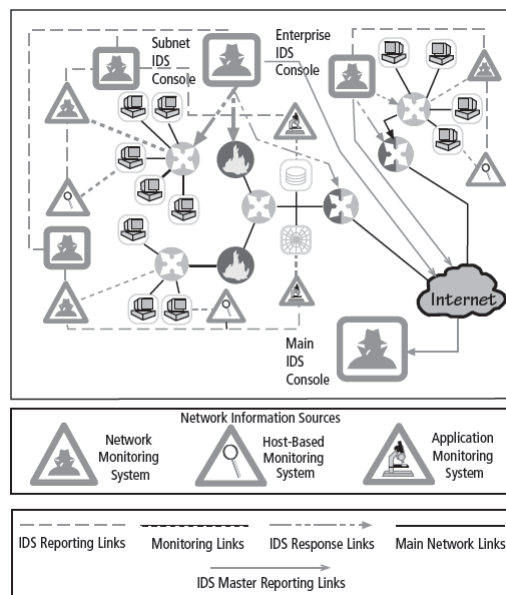 Subnet
IDS
Console
Enterprise
IDS
Console
Internet
Main
IDS
Console
Network Information Sources
Network
Monitoring
System
Host-Based
Monitoring
System
Application
Monitoring
System
IDS Reporting Links
Monitoring Links
IDS Response Links
Main Network Links
IDS Master Reporting Links